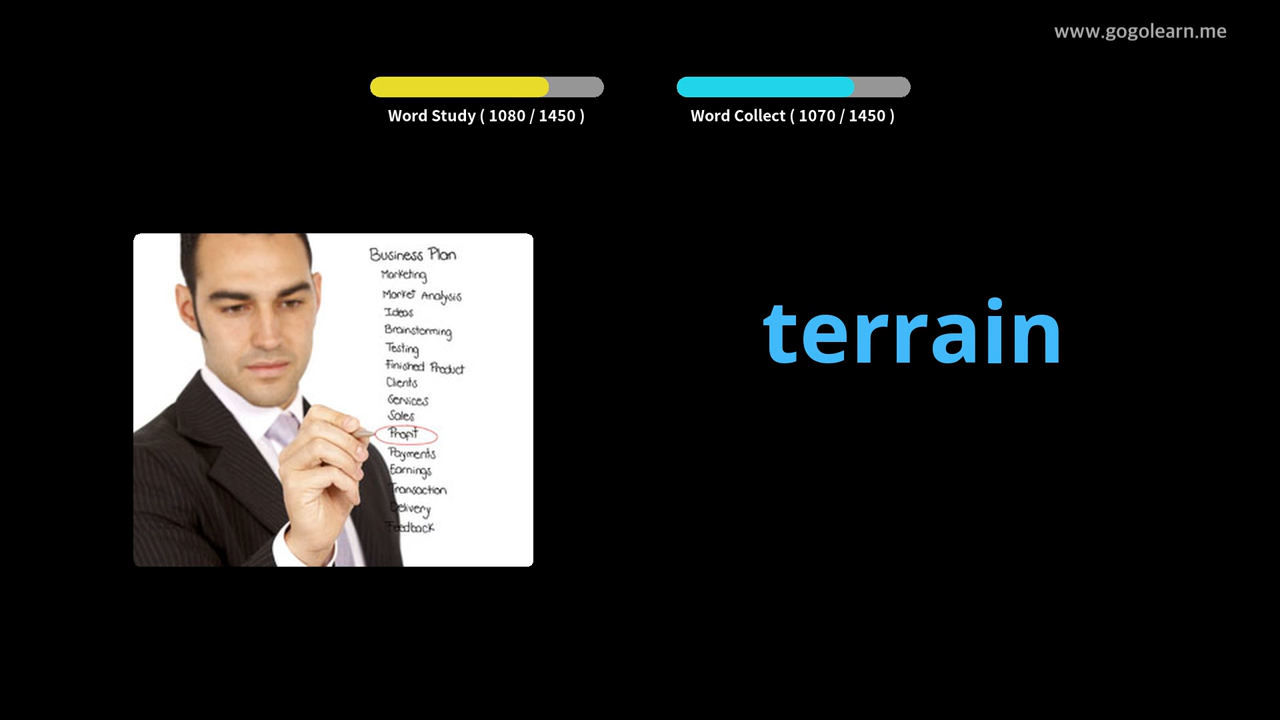 www.gogolearn.me
Word Study ( 1080 / 1450 )
Word Collect ( 1070 / 1450 )
Business Plan
Marketing
Market Analysis
Ideas
Brainstorming
Testing
Finished Product
Clients
Services
Sales
Profit
Payments
Earnings
Transaction
Delivery
Feedback
terrain